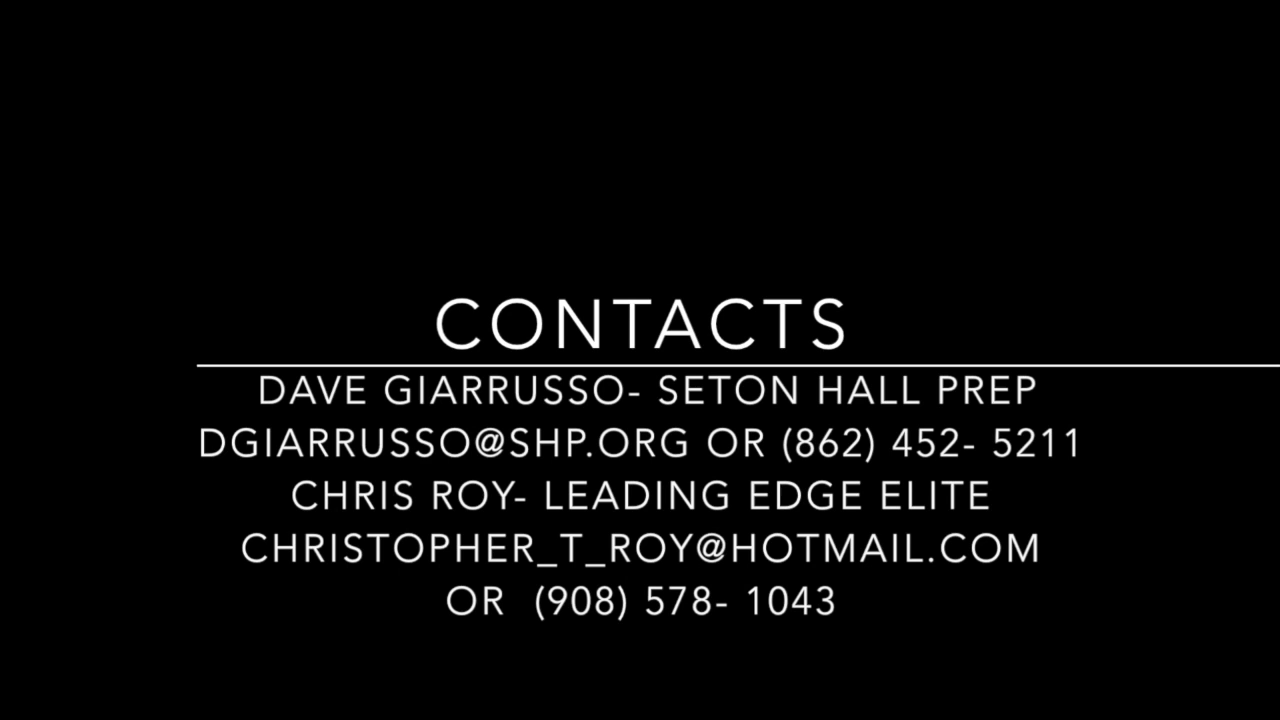 CONTACTS
DAVE GIARRUSSO- SETON HALL PREP
DGIARRUSSO@SHP.ORG OR (862) 452- 5211
CHRIS ROY- LEADING EDGE ELITE
CHRISTOPHER_T_ROY@HOTMAIL.COM
OR (908) 578- 1043